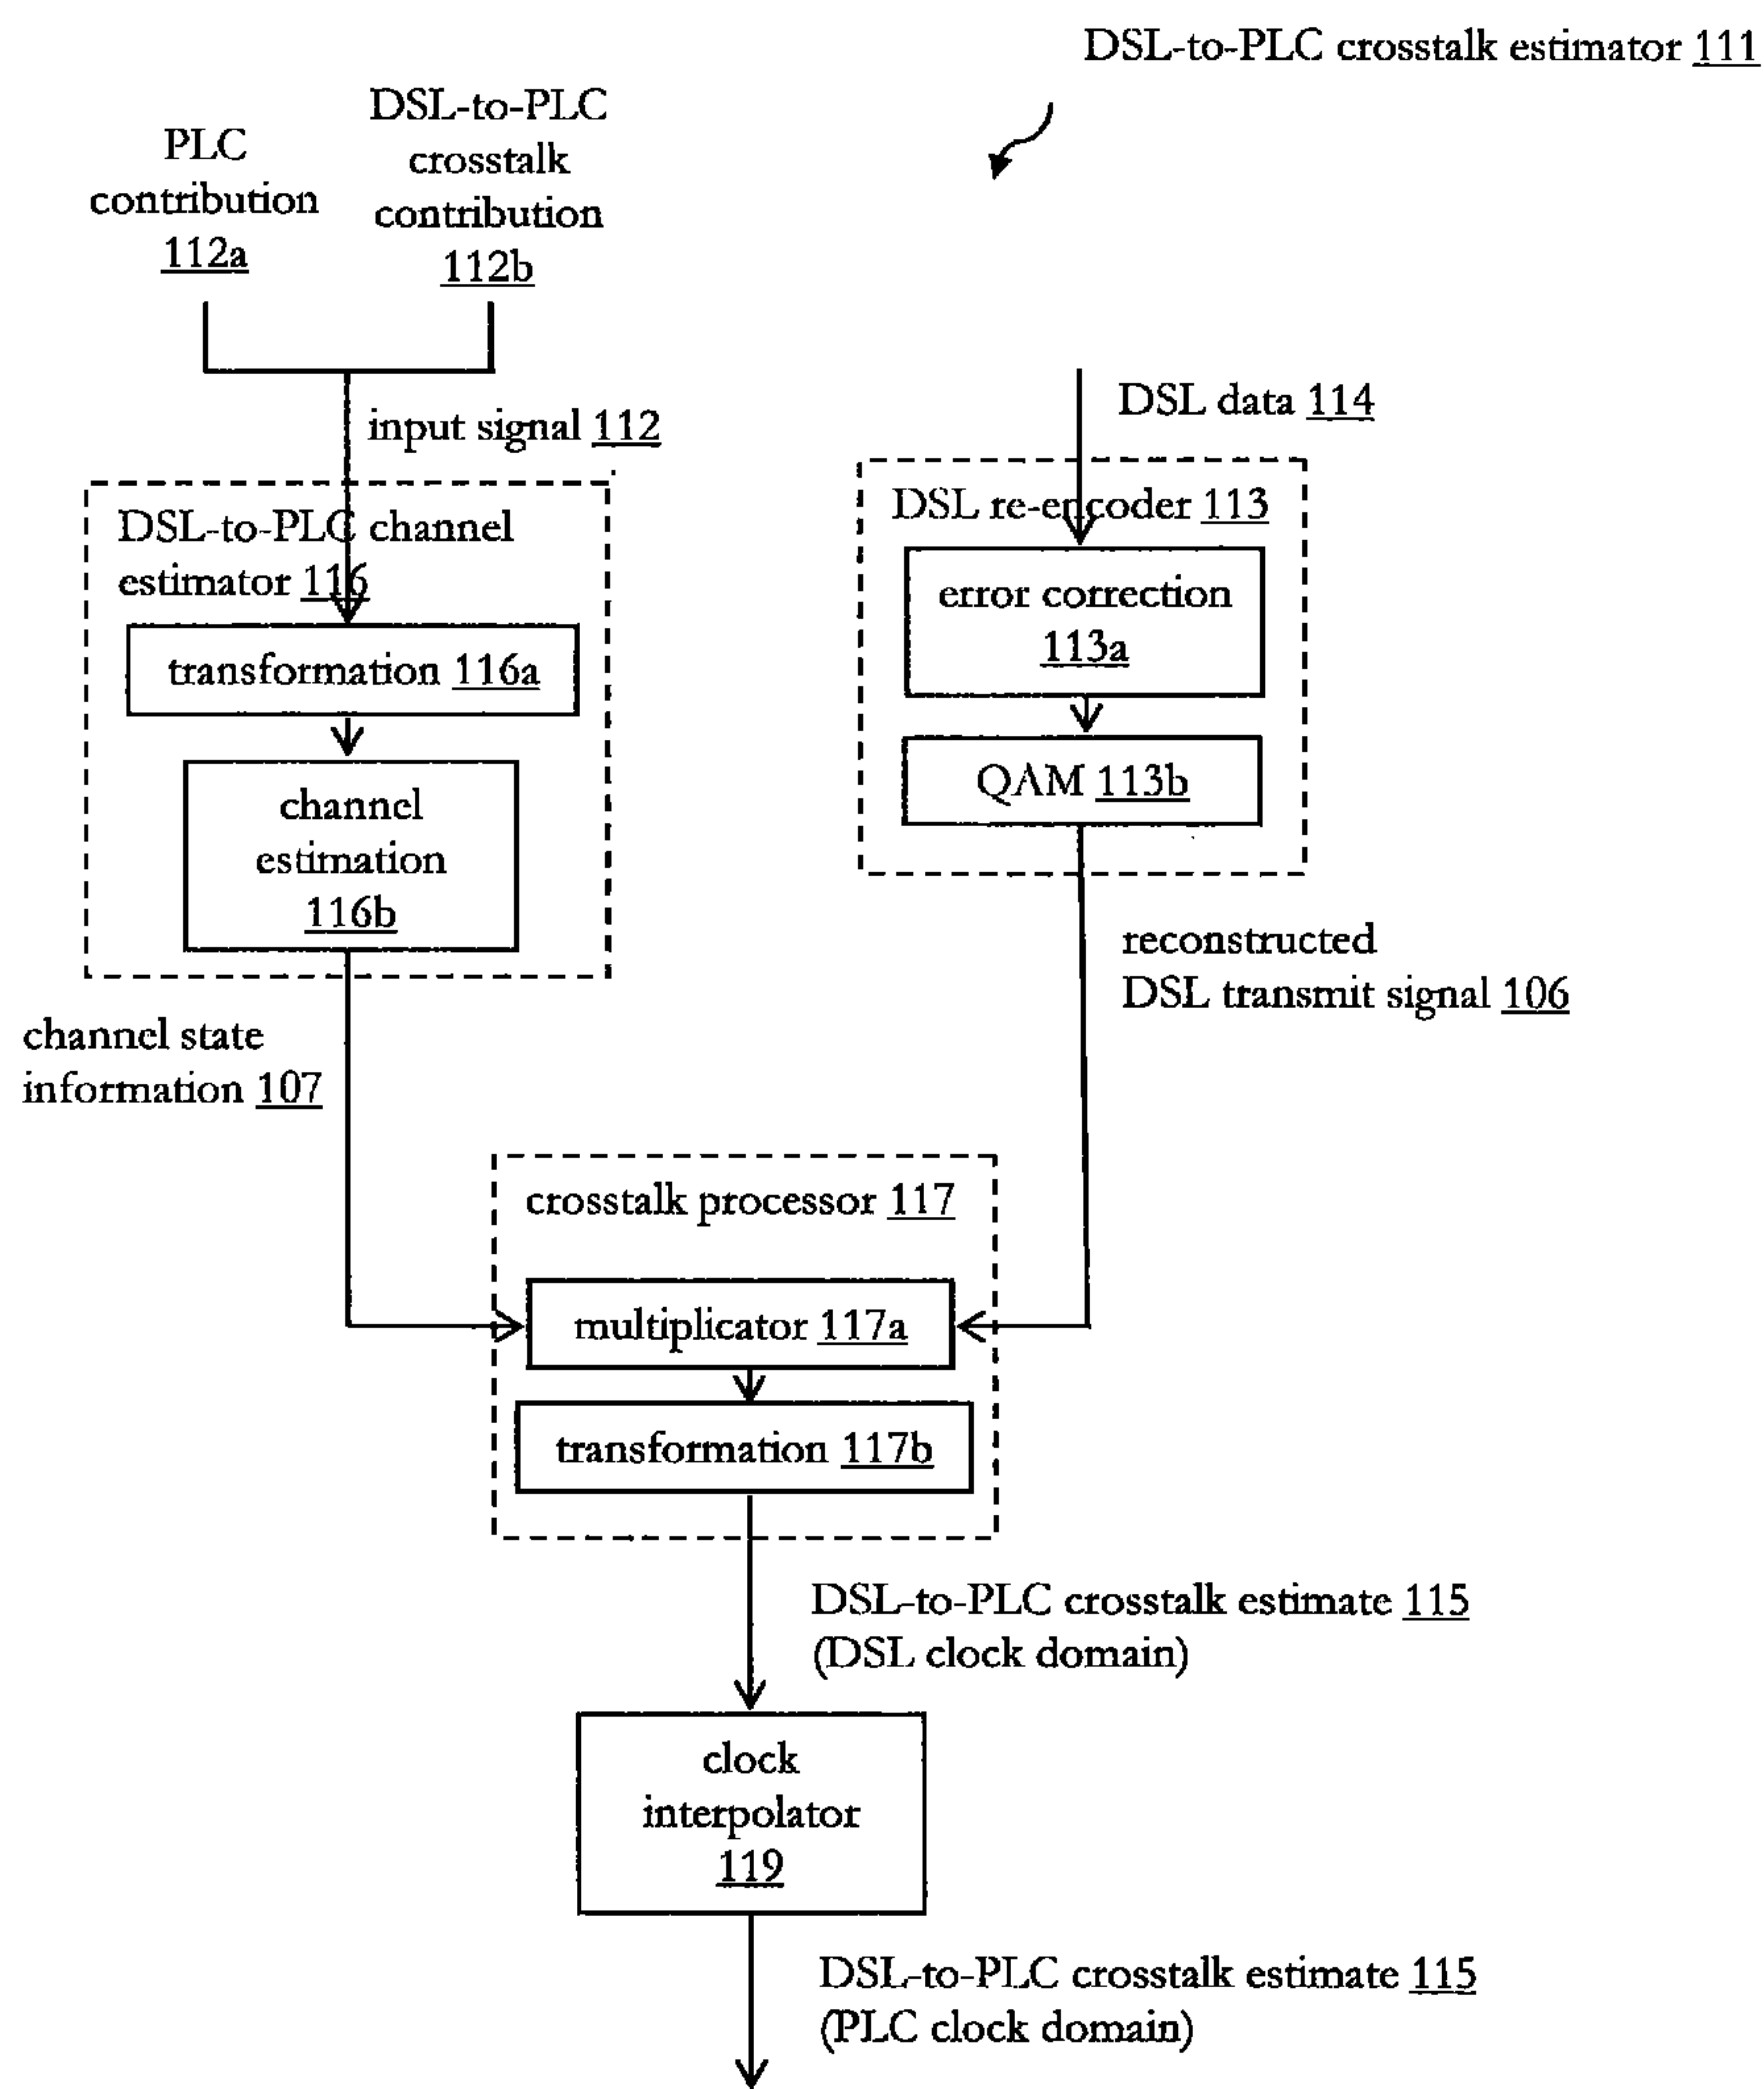 DSL-to-PLC crosstalk estimator 111
PLC
contribution
112a
DSL-to-PLC
crosstalk
contribution
112b
input signal 112
DSL data 114
DSL-to-PLC channel
estimator 116
transformation 116a
channel
estimation
116b
DSL re-encoder 113
error correction
113a
QAM 113b
channel state
information 107
reconstructed
DSL transmit signal 106
crosstalk processor 117
multiplicator 117a
transformation 117b
DSL-to-PLC crosstalk estimate 115
(DSL clock domain)
clock
interpolator
119
DSL-to-PLC crosstalk estimate 115
(PLC clock domain)